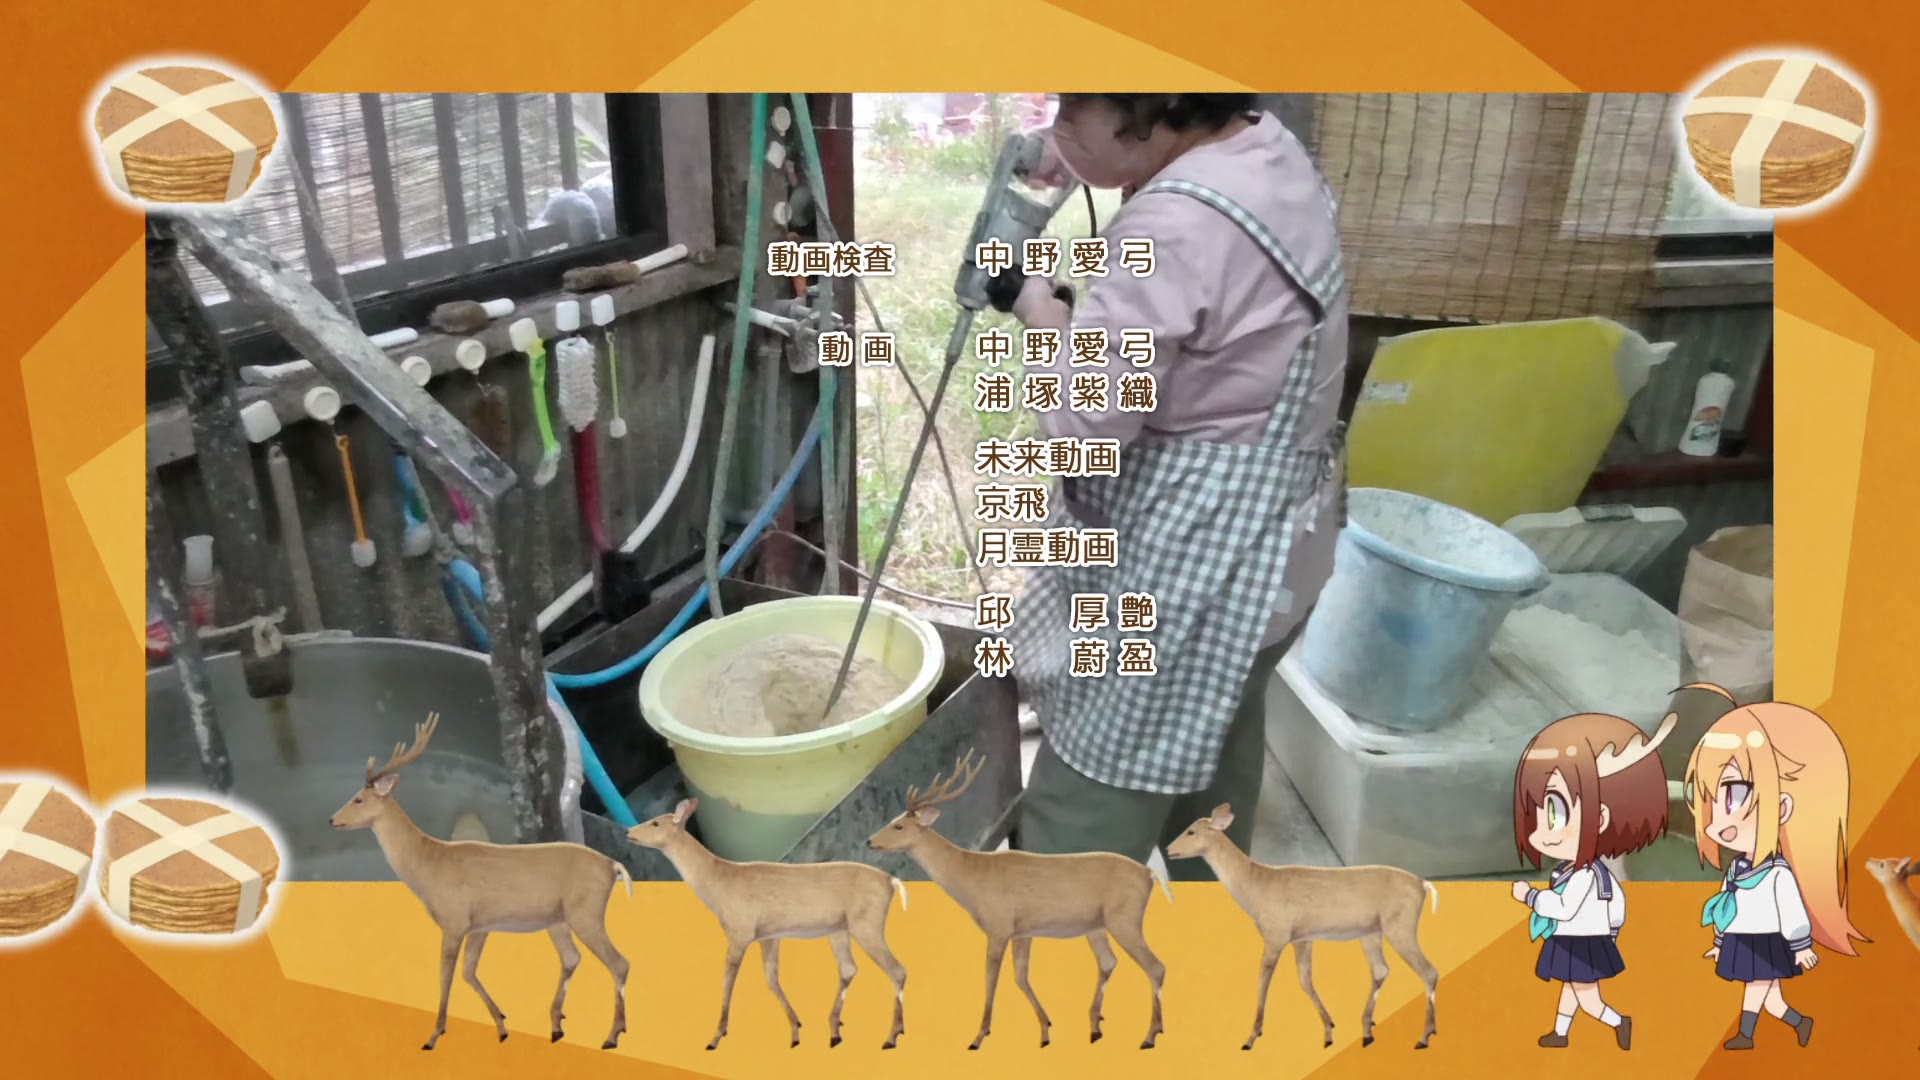 動画検査 中野愛弓
動画 中野愛弓
浦塚紫織
未来動画
京飛
月霊動画
邱 厚艶
林 蔚盈